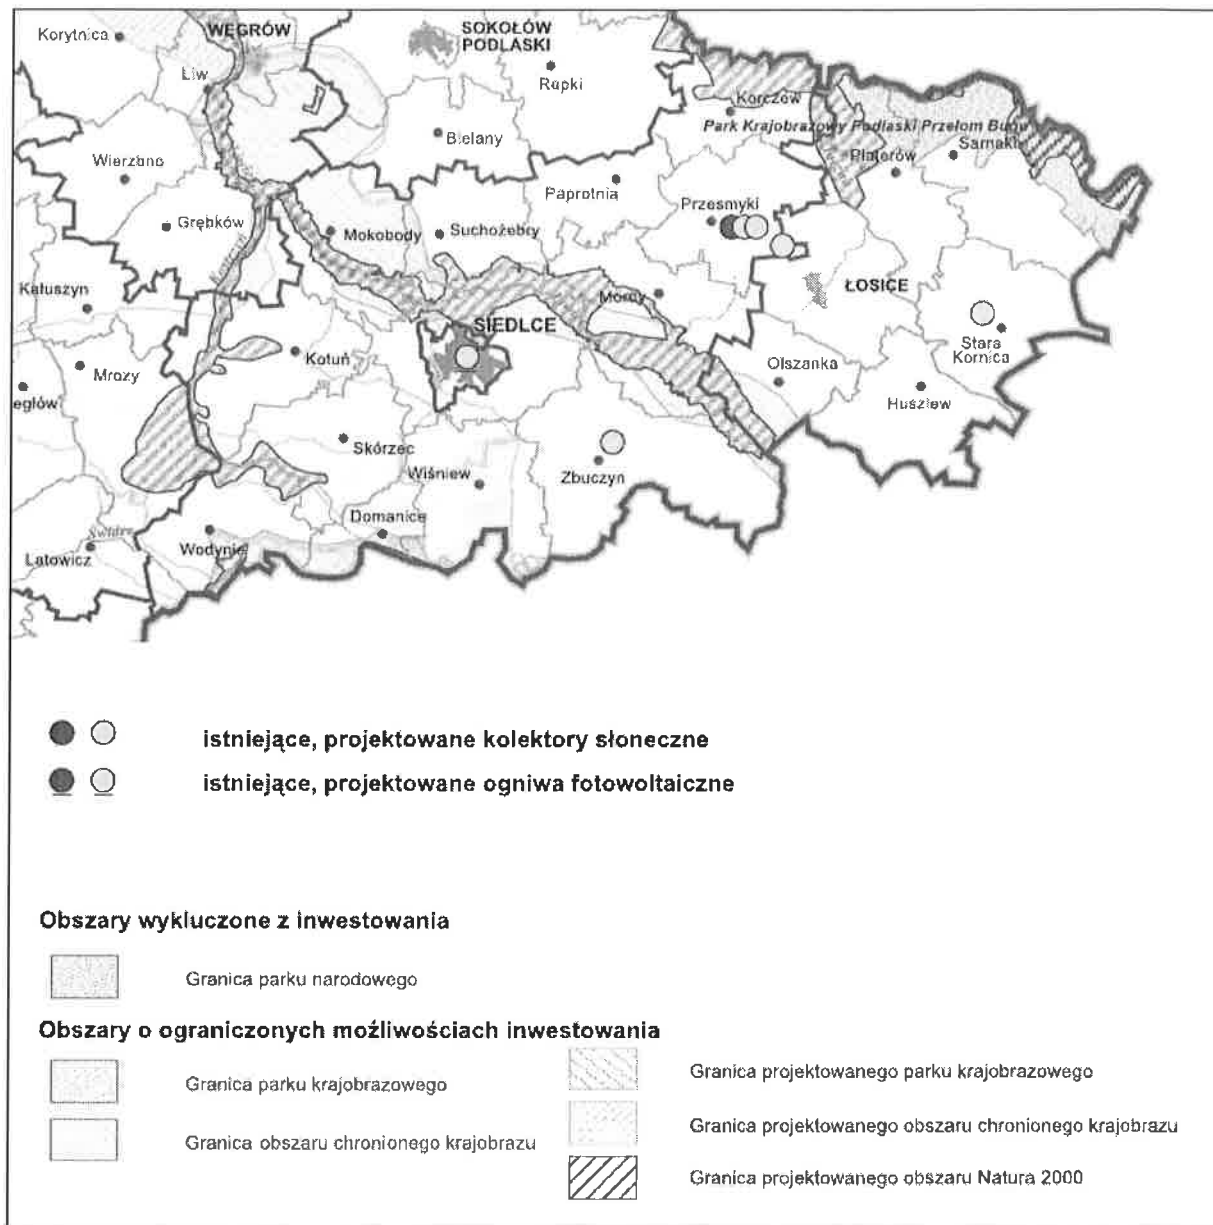 WĘGRÓW
SOKOŁÓW
PODLASKI
Korytnica
Liw
Repki
Korczew
Park Krajobrazowy Podlaski Przełom Bugu
Sarnaki
Bielany
Wierzbno
Platerów
Paprotnia
Przesmyki
Grębków
Mokobody
Suchożebry
Kostrzyń
Kałuszyn
Mordy
ŁOSICE
SIEDLCE
Stara
Kornica
Mrozy
Kotuń
Olszanka
egłów
Huszlew
Skórzec
Wiśniew
Zbuczyn
Domanice
Świder
Wodynie
Latowicz
istniejące, projektowane kolektory słoneczne
istniejące, projektowane ogniwa fotowoltaiczne
Obszary wykluczone z inwestowania
Granica parku narodowego
Obszary o ograniczonych możliwościach inwestowania
Granica parku krajobrazowego
Granica projektowanego parku krajobrazowego
Granica obszaru chronionego krajobrazu
Granica projektowanego obszaru chronionego krajobrazu
Granica projektowanego obszaru Natura 2000